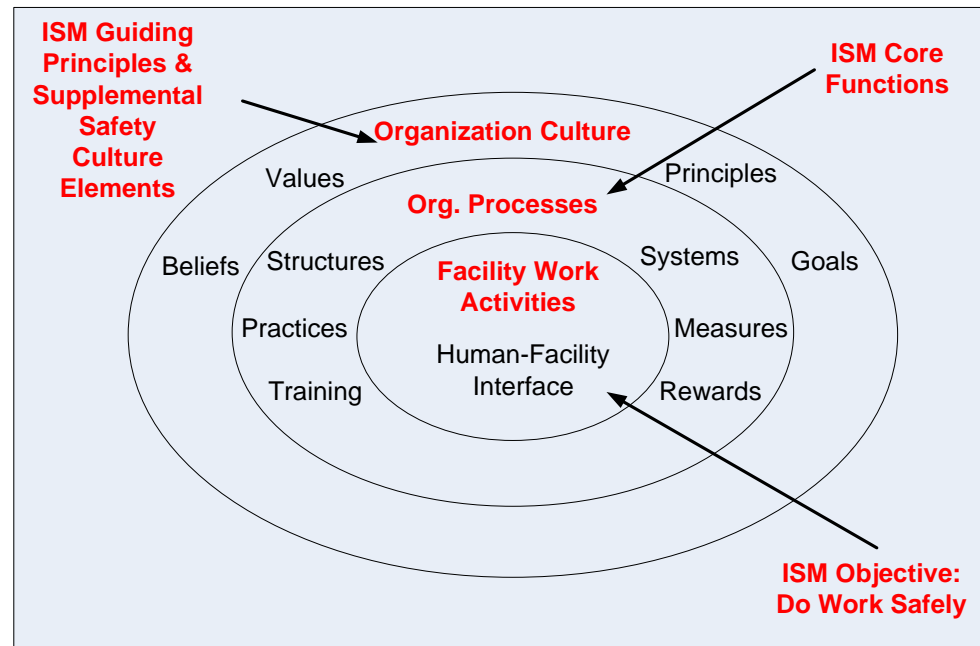 ISM Guiding
Principles &
Supplemental
Safety
Culture
Elements
ISM Core
Functions
Organization Culture
Values
Principles
Org. Processes
Beliefs
Structures
Systems
Goals
Facility Work
Activities
Practices
Measures
Human-Facility
Interface
Training
Rewards
ISM Objective:
Do Work Safely